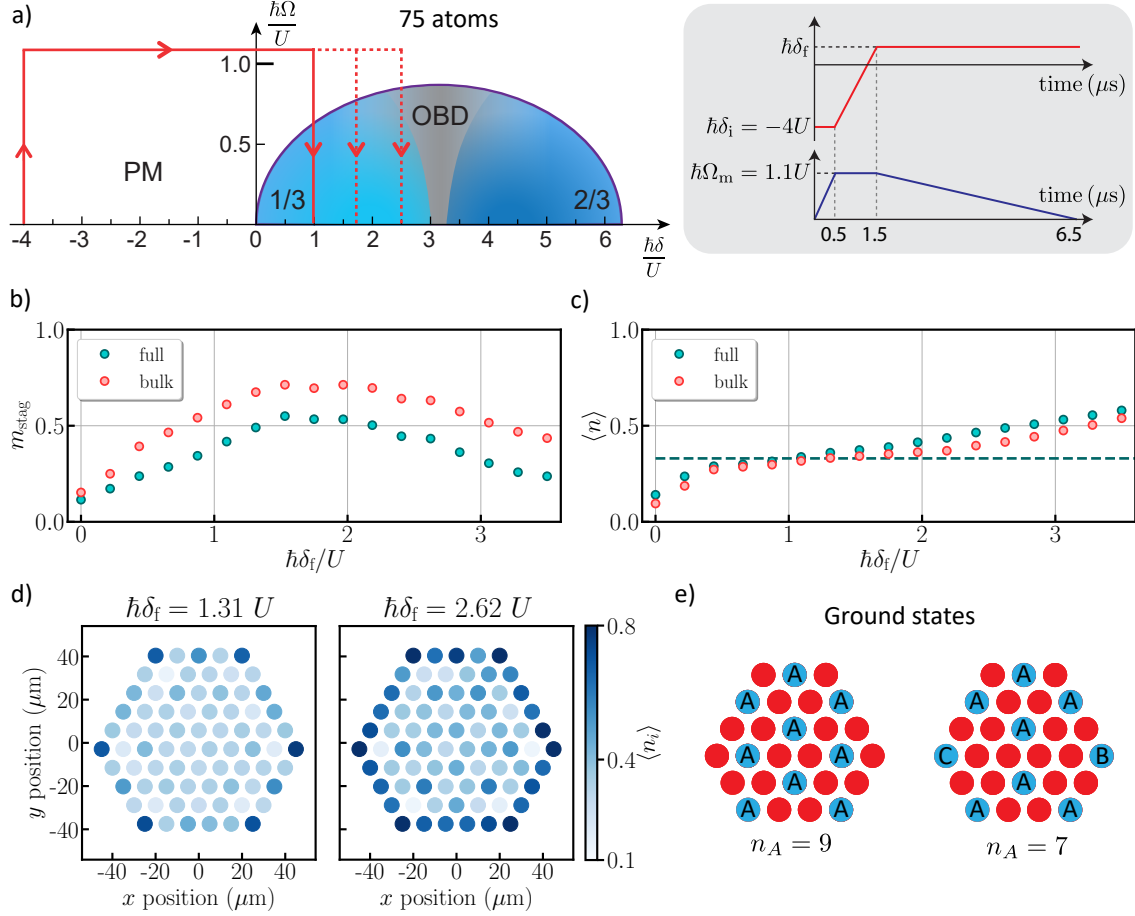 a)
ħΩ
U
75 atoms
1.0
0.5
OBD
PM
1/3
2/3
-4 -3 -2 -1 0 1 2 3 4 5 6
ħδ
U
ħδf
time (μs)
ħδi = −4U
ħΩm = 1.1U
time (μs)
0.5 1.5 6.5
b)
1.0
full
bulk
mstag
0.5
0.0
0 1 2 3
ħδf/U
c)
1.0
full
bulk
⟨n⟩
0.5
0.0
0 1 2 3
ħδf/U
d)
ħδf = 1.31 U
ħδf = 2.62 U
y position (μm)
40
20
0
-20
-40
-40 -20 0 20 40
x position (μm)
-40 -20 0 20 40
x position (μm)
0.8
0.4
0.1
⟨ni⟩
e)
Ground states
A
A A
A
A A
A
A A
nA = 9
A
A A
A
C B
A
A A
nA = 7